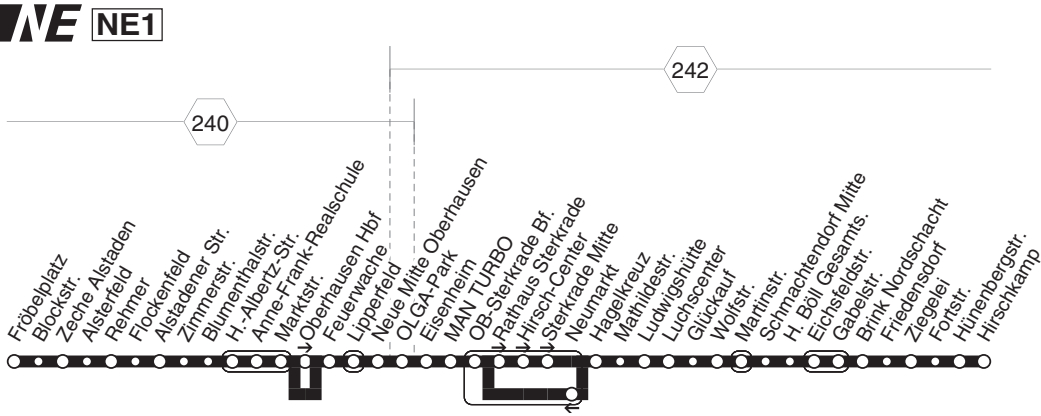 NE NE1
242
240
Fröbelplatz
Blockstr.
Zeche Alstaden
Alsterfeld
Rehmer
Flockenfeld
Alstadener Str.
Zimmerstr.
Blumenthalstr.
H.-Albertz-Str.
Anne-Frank-Realschule
Marktstr.
Oberhausen Hbf
Feuerwache
Lipperfeld
Neue Mitte Oberhausen
OLGA-Park
Eisenheim
MAN TURBO
OB-Sterkrade Bf.
Rathaus Sterkrade
Hirsch-Center
Sterkrade Mitte
Neumarkt
Hagelkreuz
Mathildestr.
Ludwigshütte
Luchscenter
Glückauf
Wolfstr.
Martinstr.
Schmachtendorf Mitte
H. Böll Gesamts.
Eichsfeldstr.
Gabelstr.
Brink Nordschacht
Friedensdorf
Ziegelei
Fortstr.
Hünenbergstr.
Hirschkamp